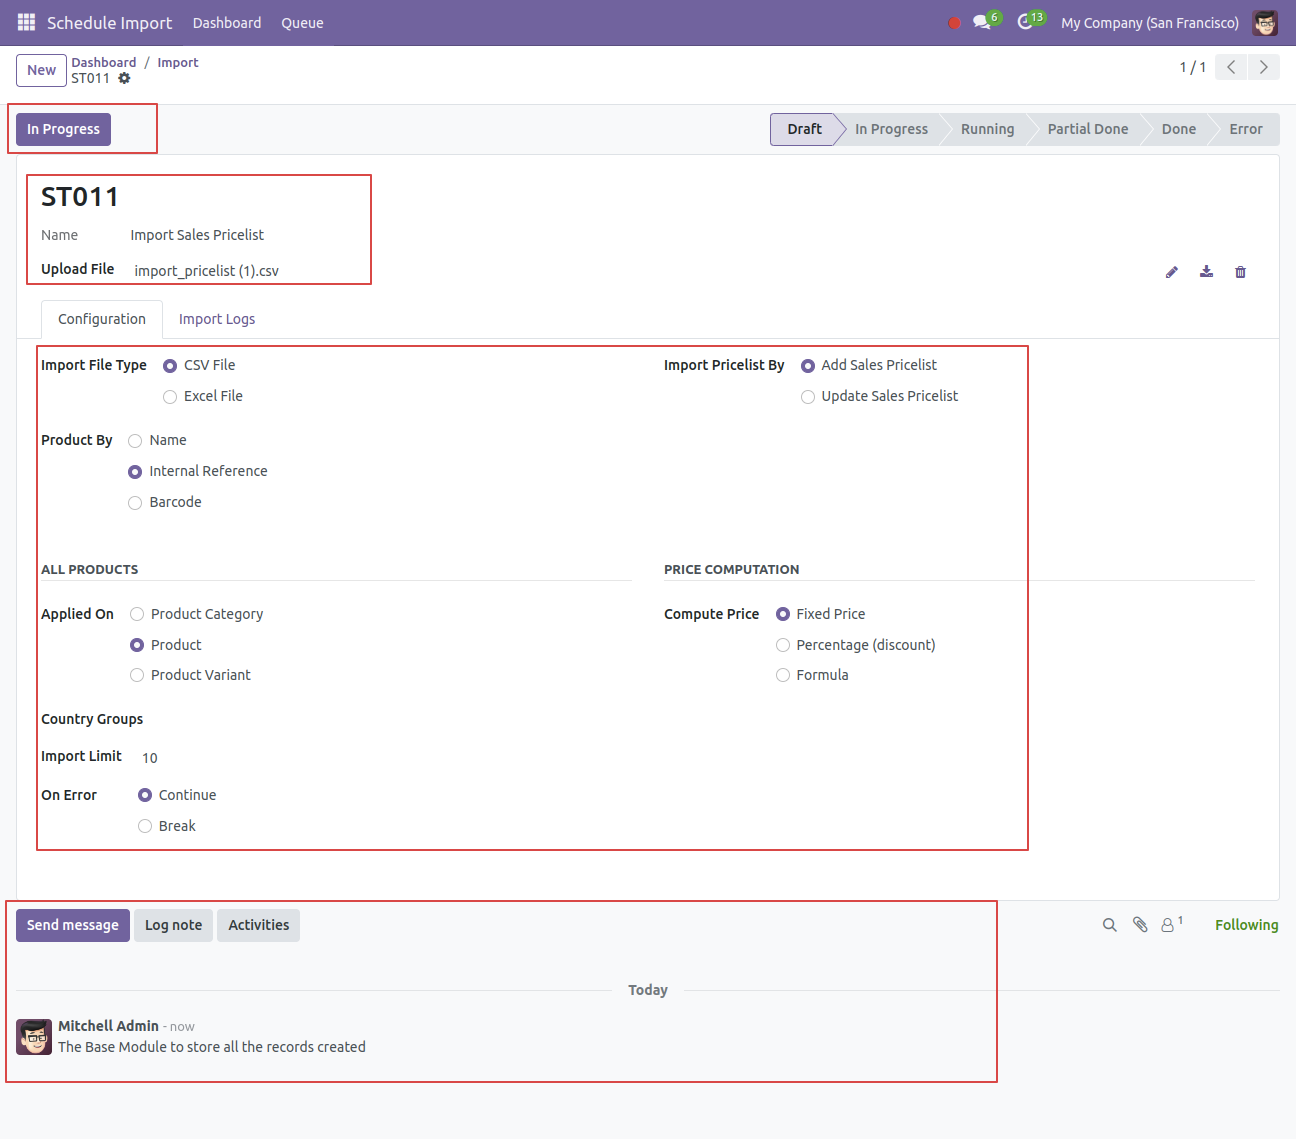 Schedule Import Dashboard Queue 6 13 My Company (San Francisco)
New Dashboard / Import 1 / 1
ST011
In Progress Draft In Progress Running Partial Done Done Error
ST011
Name Import Sales Pricelist
Upload File import_pricelist (1).csv
Configuration Import Logs
Import File Type CSV File Import Pricelist By Add Sales Pricelist
Excel File Update Sales Pricelist
Product By Name
Internal Reference
Barcode
ALL PRODUCTS PRICE COMPUTATION
Applied On Product Category Compute Price Fixed Price
Product Percentage (discount)
Product Variant Formula
Country Groups
Import Limit 10
On Error Continue
Break
Send message Log note Activities 1 Following
Today
Mitchell Admin - now
The Base Module to store all the records created